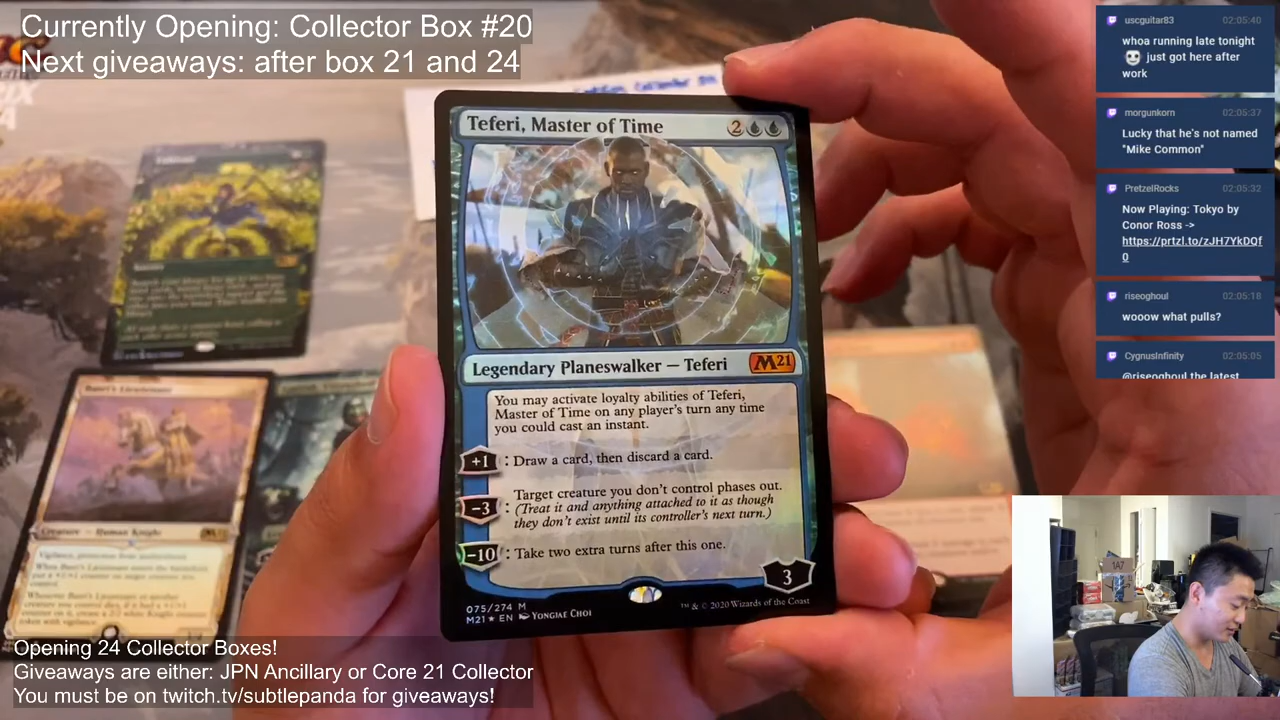 Currently Opening: Collector Box #20
Next giveaways: after box 21 and 24
Teferi, Master of Time
2
Legendary Planeswalker — Teferi
M21
You may activate loyalty abilities of Teferi,
Master of Time on any player's turn any time
you could cast an instant.
+1 : Draw a card, then discard a card.
−3 : Target creature you don't control phases out.
(Treat it and anything attached to it as though
they don't exist until its controller's next turn.)
−10 : Take two extra turns after this one.
3
075/274 M
M21 ★ EN Yongjae Choi
™ & © 2020 Wizards of the Coast
Creature — Human Knight
Opening 24 Collector Boxes!
Giveaways are either: JPN Ancillary or Core 21 Collector
You must be on twitch.tv/subtlepanda for giveaways!
uscguitar83 02:05:40
whoa running late tonight
just got here after
work
morgunkorn 02:05:37
Lucky that he's not named
"Mike Common"
PretzelRocks 02:05:32
Now Playing: Tokyo by
Conor Ross ->
https://prtzl.to/zJH7YkDQf
0
riseoghoul 02:05:18
wooow what pulls?
CygnusInfinity 02:05:05
@riseoghoul the latest
1A7